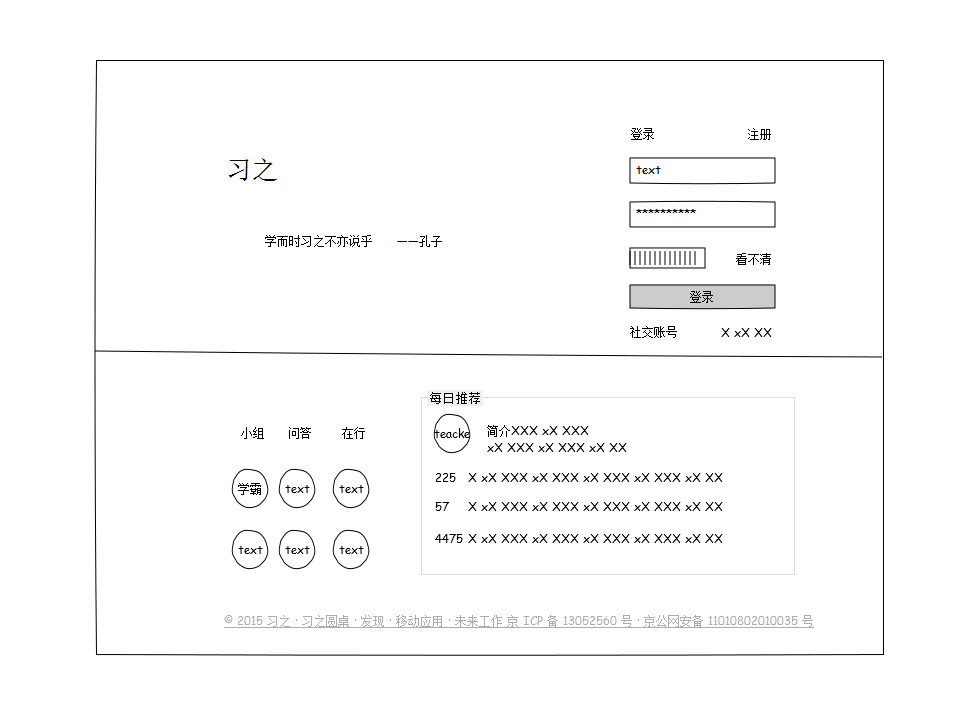 登录 注册
习之
text
**********
学而时习之不亦说乎 ——孔子
看不清
登录
社交账号 X xX XX
每日推荐
小组 问答 在行
teacke 简介XXX xX XXX
xX XXX xX XXX xX XX
225 X xX XXX xX XXX xX XXX xX XXX xX XX
学霸 text text
57 X xX XXX xX XXX xX XXX xX XXX xX XX
4475 X xX XXX xX XXX xX XXX xX XXX xX XX
text text text
© 2015 习之 · 习之圆桌 · 发现 · 移动应用 · 未来工作 京 ICP 备 13052560 号 · 京公网安备 11010802010035 号